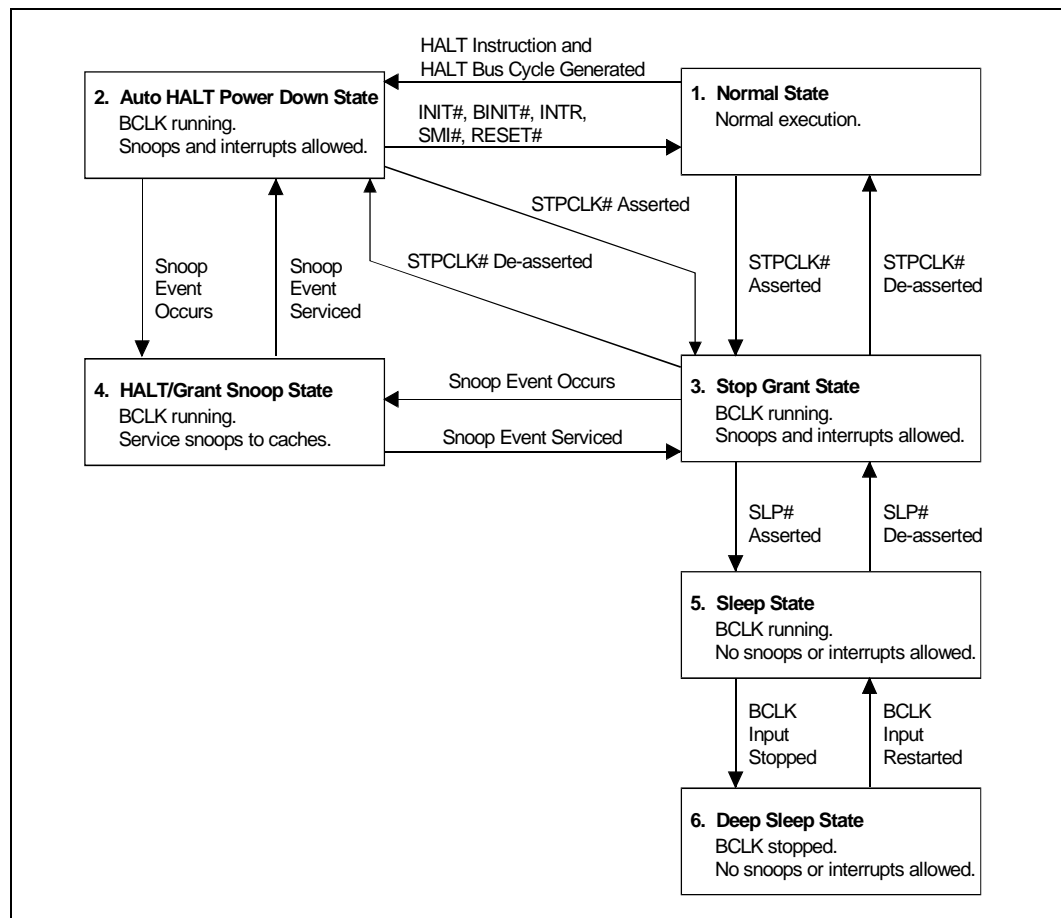 HALT Instruction and
HALT Bus Cycle Generated
2. Auto HALT Power Down State
BCLK running.
Snoops and interrupts allowed.
1. Normal State
Normal execution.
INIT#, BINIT#, INTR,
SMI#, RESET#
STPCLK# Asserted
STPCLK# De-asserted
Snoop
Event
Occurs
Snoop
Event
Serviced
STPCLK#
Asserted
STPCLK#
De-asserted
4. HALT/Grant Snoop State
BCLK running.
Service snoops to caches.
Snoop Event Occurs
Snoop Event Serviced
3. Stop Grant State
BCLK running.
Snoops and interrupts allowed.
SLP#
Asserted
SLP#
De-asserted
5. Sleep State
BCLK running.
No snoops or interrupts allowed.
BCLK
Input
Stopped
BCLK
Input
Restarted
6. Deep Sleep State
BCLK stopped.
No snoops or interrupts allowed.